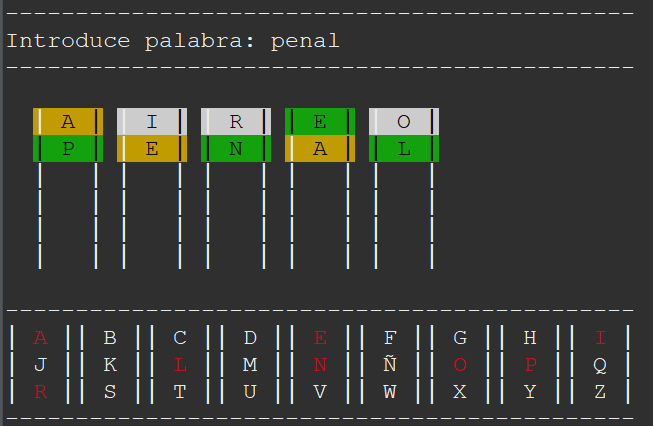 Introduce palabra: penal
| A | | I | | R | | E | | O |
| P | | E | | N | | A | | L |
| A || B || C || D || E || F || G || H || I |
| J || K || L || M || N || Ñ || O || P || Q |
| R || S || T || U || V || W || X || Y || Z |